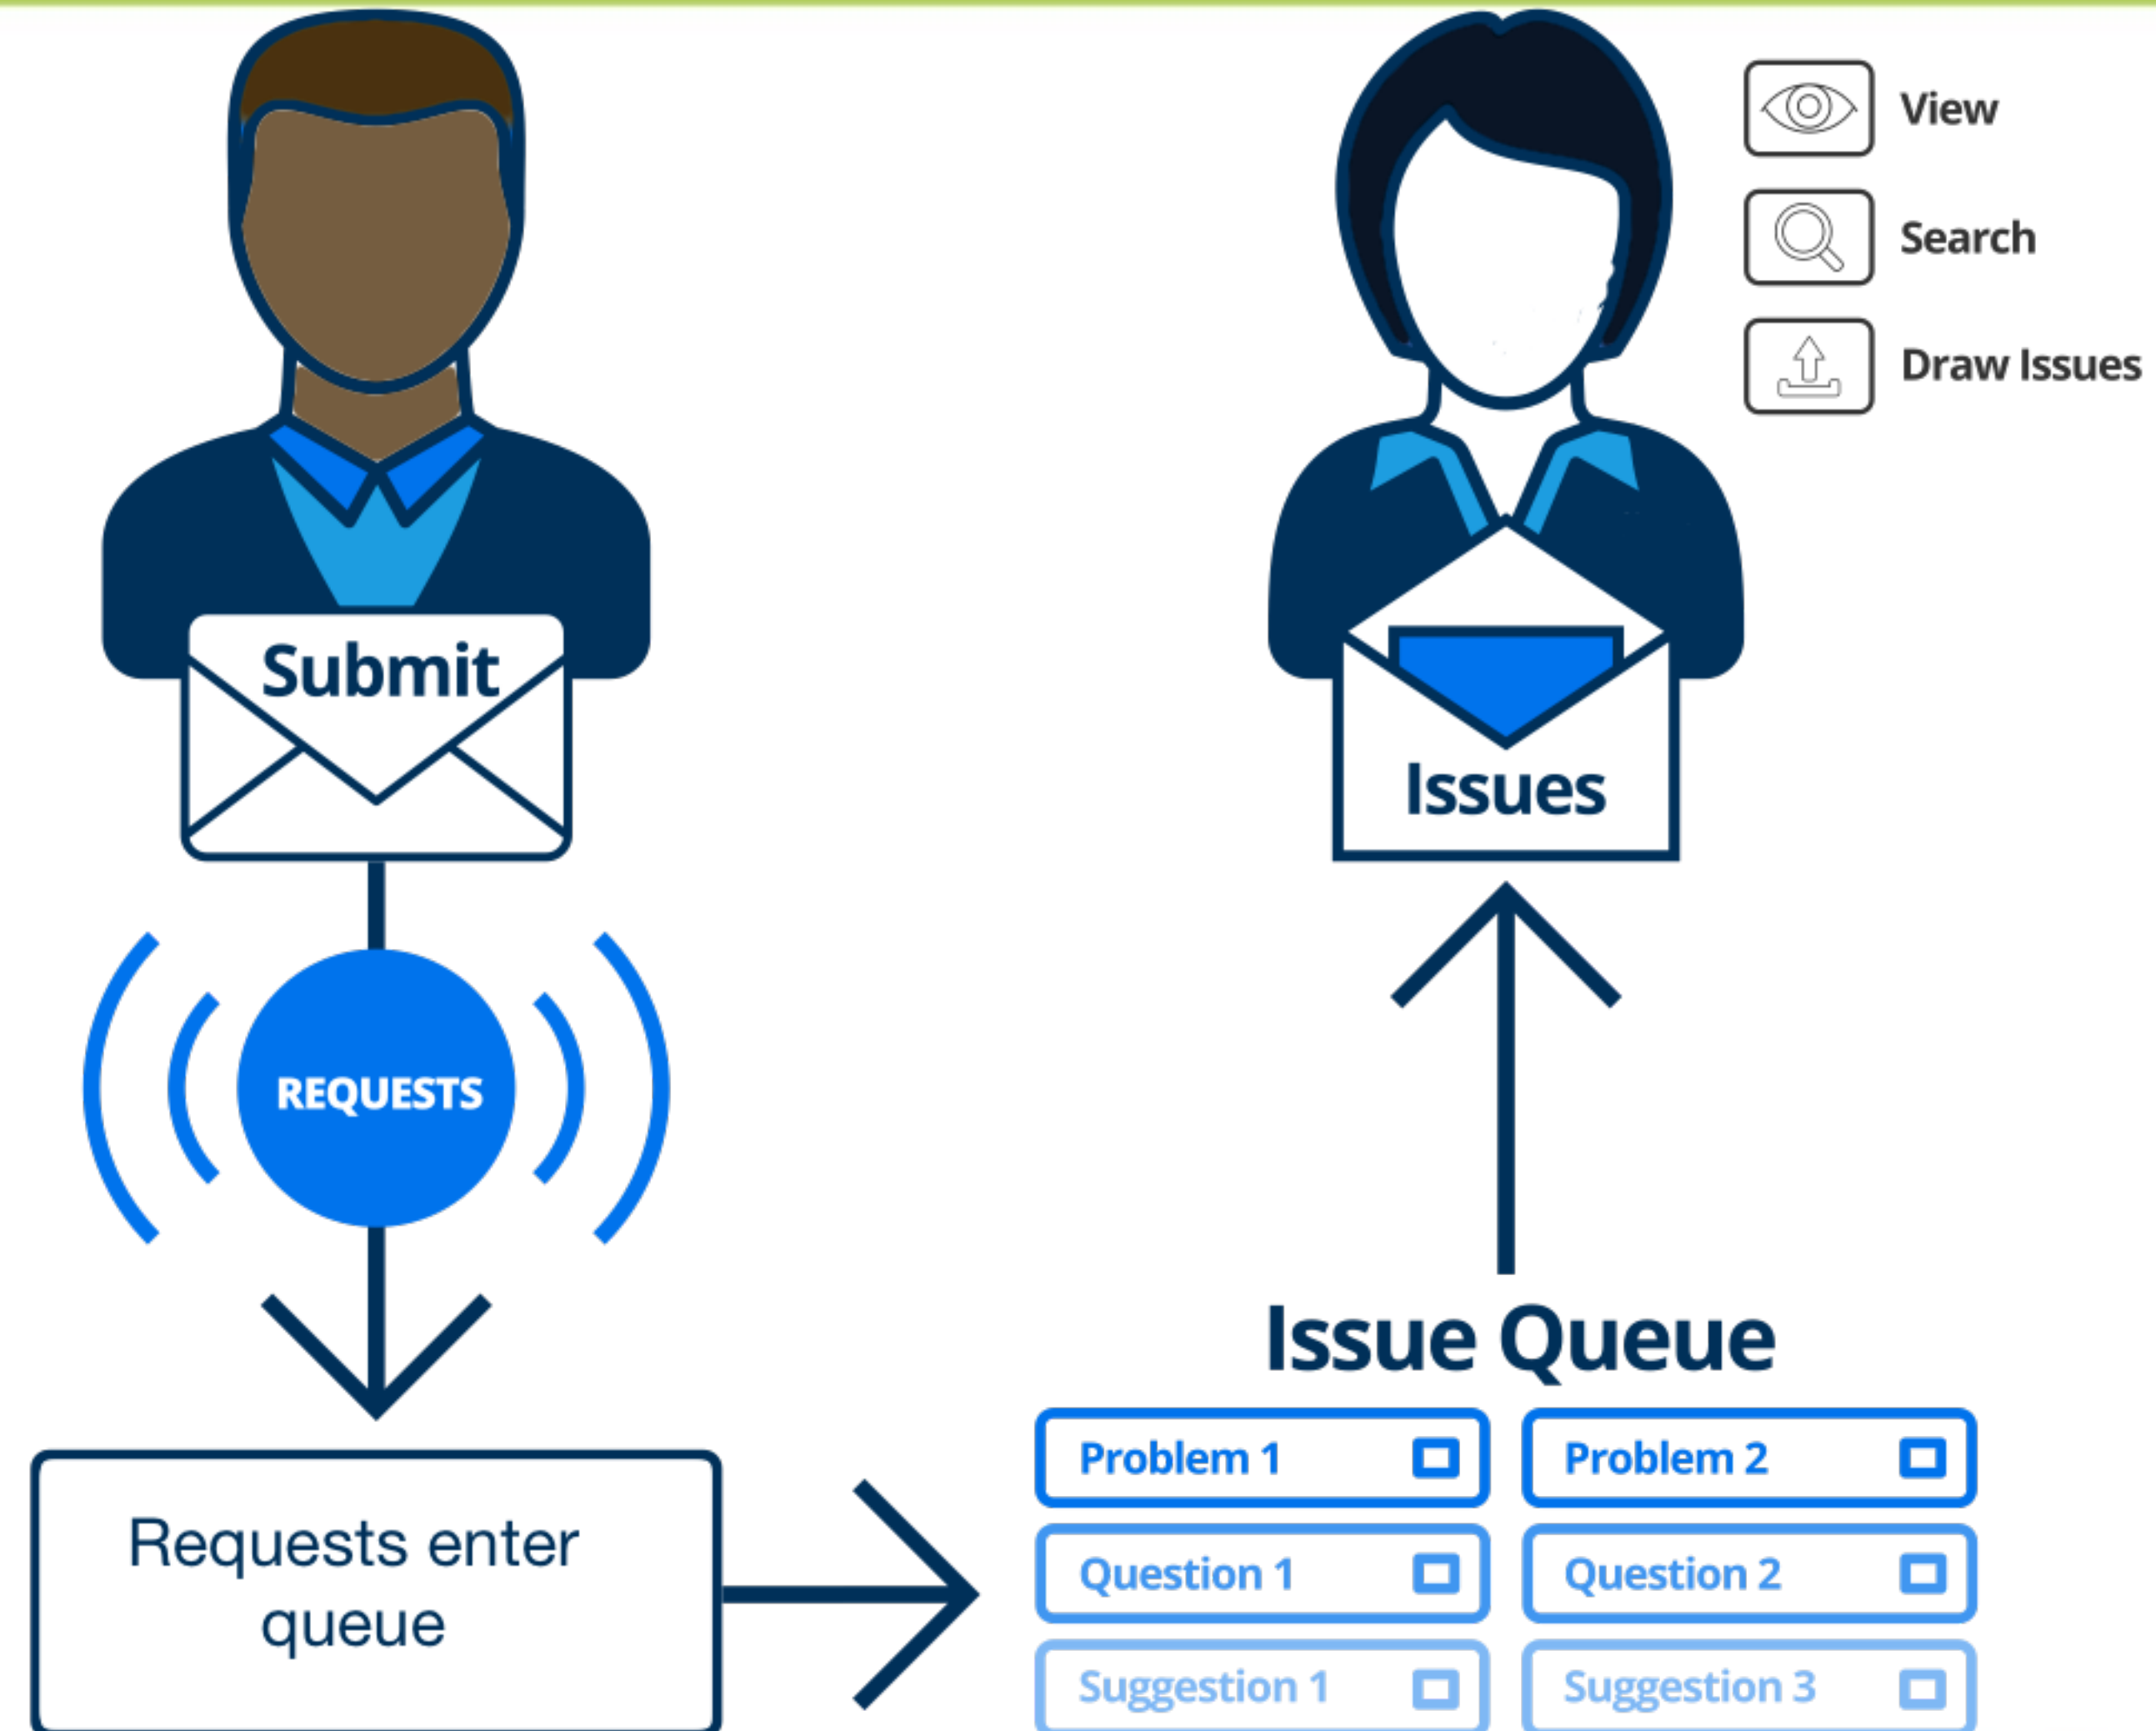 View
Search
Draw Issues
Submit
Issues
REQUESTS
Requests enter
queue
Issue Queue
Problem 1
Problem 2
Question 1
Question 2
Suggestion 1
Suggestion 3